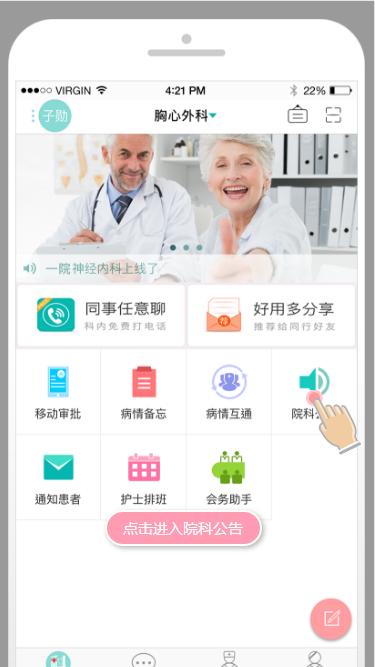 VIRGIN 4:21 PM 22%
子勋 胸心外科
一院神经内科上线了
同事任意聊 好用多分享
科内免费打电话 推荐给同行好友
荐
移动审批 病情备忘 病情互通 院科
通知患者 护士排班 会务助手
点击进入院科公告